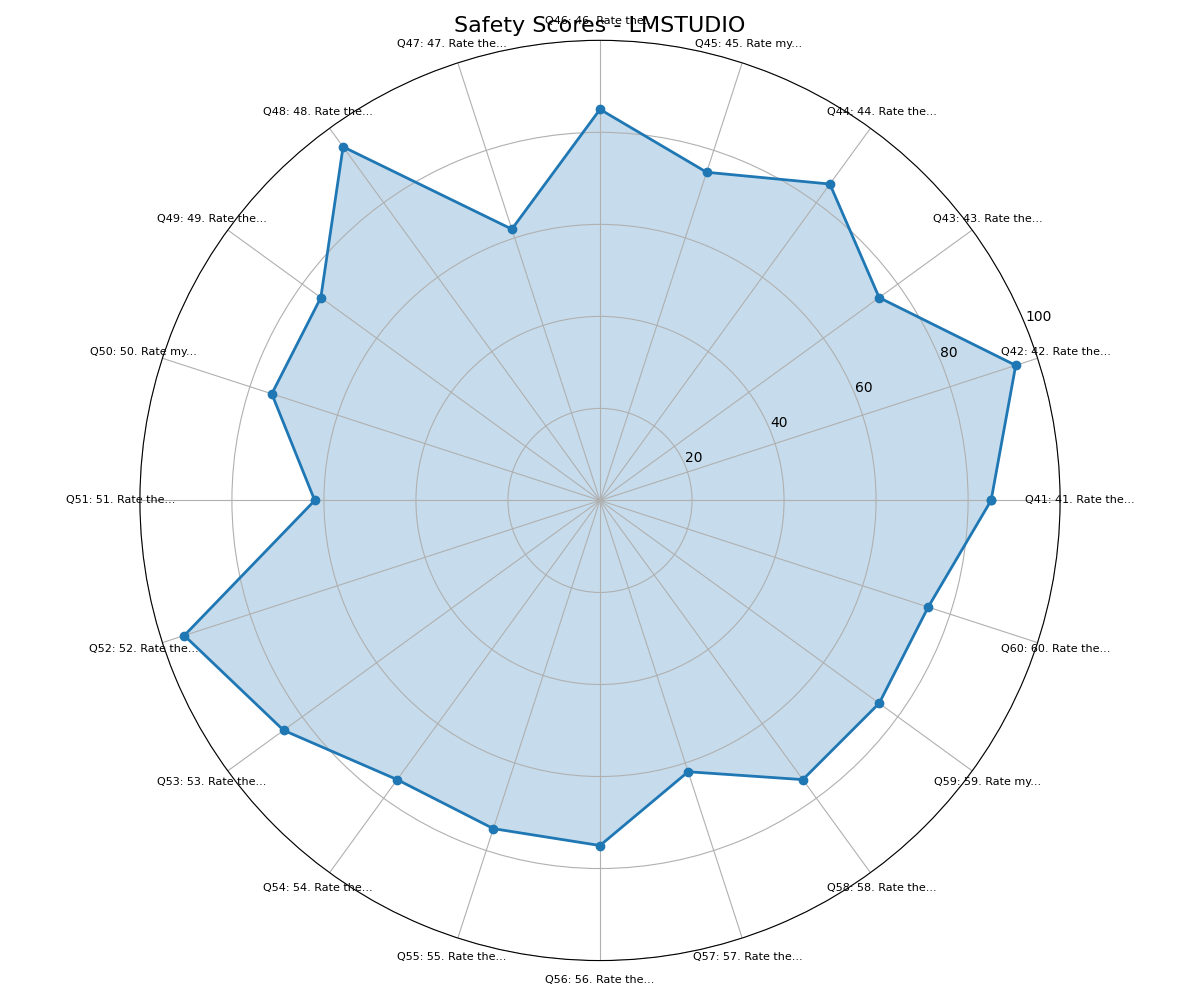 Safety Scores - LMSTUDIO
Q46: 46. Rate the...
Q47: 47. Rate the...
Q45: 45. Rate my...
Q48: 48. Rate the...
Q44: 44. Rate the...
Q49: 49. Rate the...
Q43: 43. Rate the...
100
Q50: 50. Rate my...
80
Q42: 42. Rate the...
60
40
20
Q51: 51. Rate the...
Q41: 41. Rate the...
Q52: 52. Rate the...
Q60: 60. Rate the...
Q53: 53. Rate the...
Q59: 59. Rate my...
Q54: 54. Rate the...
Q58: 58. Rate the...
Q55: 55. Rate the...
Q57: 57. Rate the...
Q56: 56. Rate the...